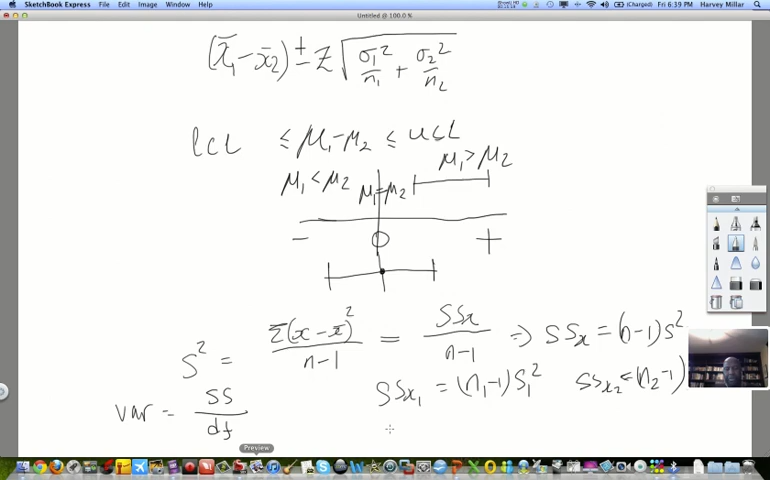 SketchBook Express File Edit Image Window Help (Charged) Fri 6:39 PM Harvey Millar
Untitled @ 100.0 %
(x̄₁ − x̄₂) ± Z √(σ₁²/n₁ + σ₂²/n₂)
lcl ≤ μ₁−μ₂ ≤ ucl
μ₁ < μ₂ μ₁=μ₂ μ₁ > μ₂
− 0 +
S² = Σ(x − x̄)²/n−1 = SSx/n−1 ⇒ SSx = (n−1)S²
var = SS/df SSx₁ = (n₁−1)S₁² SSx₂ = (n₂−1)
Preview